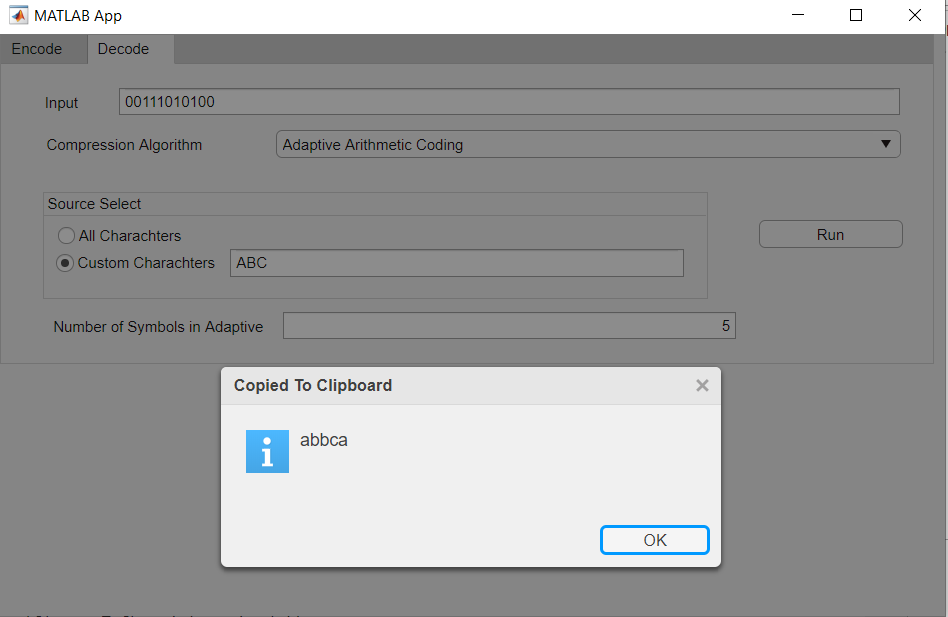 MATLAB App
Encode Decode
Input 00111010100
Compression Algorithm Adaptive Arithmetic Coding
Source Select
All Charachters
Run
Custom Charachters ABC
Number of Symbols in Adaptive 5
Copied To Clipboard
abbca
OK